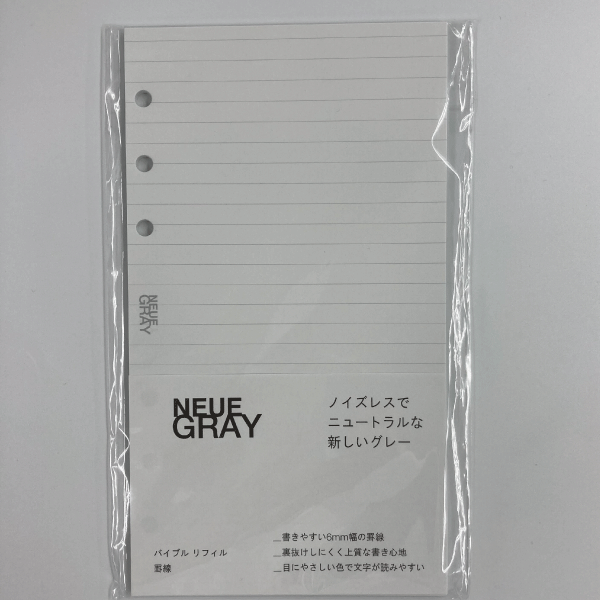 NEUE
GRAY
NEUE
GRAY
ノイズレスで
ニュートラルな
新しいグレー
バイブル リフィル
罫線
＿書きやすい6mm幅の罫線
＿裏抜けしにくく上質な書き心地
＿目にやさしい色で文字が読みやすい